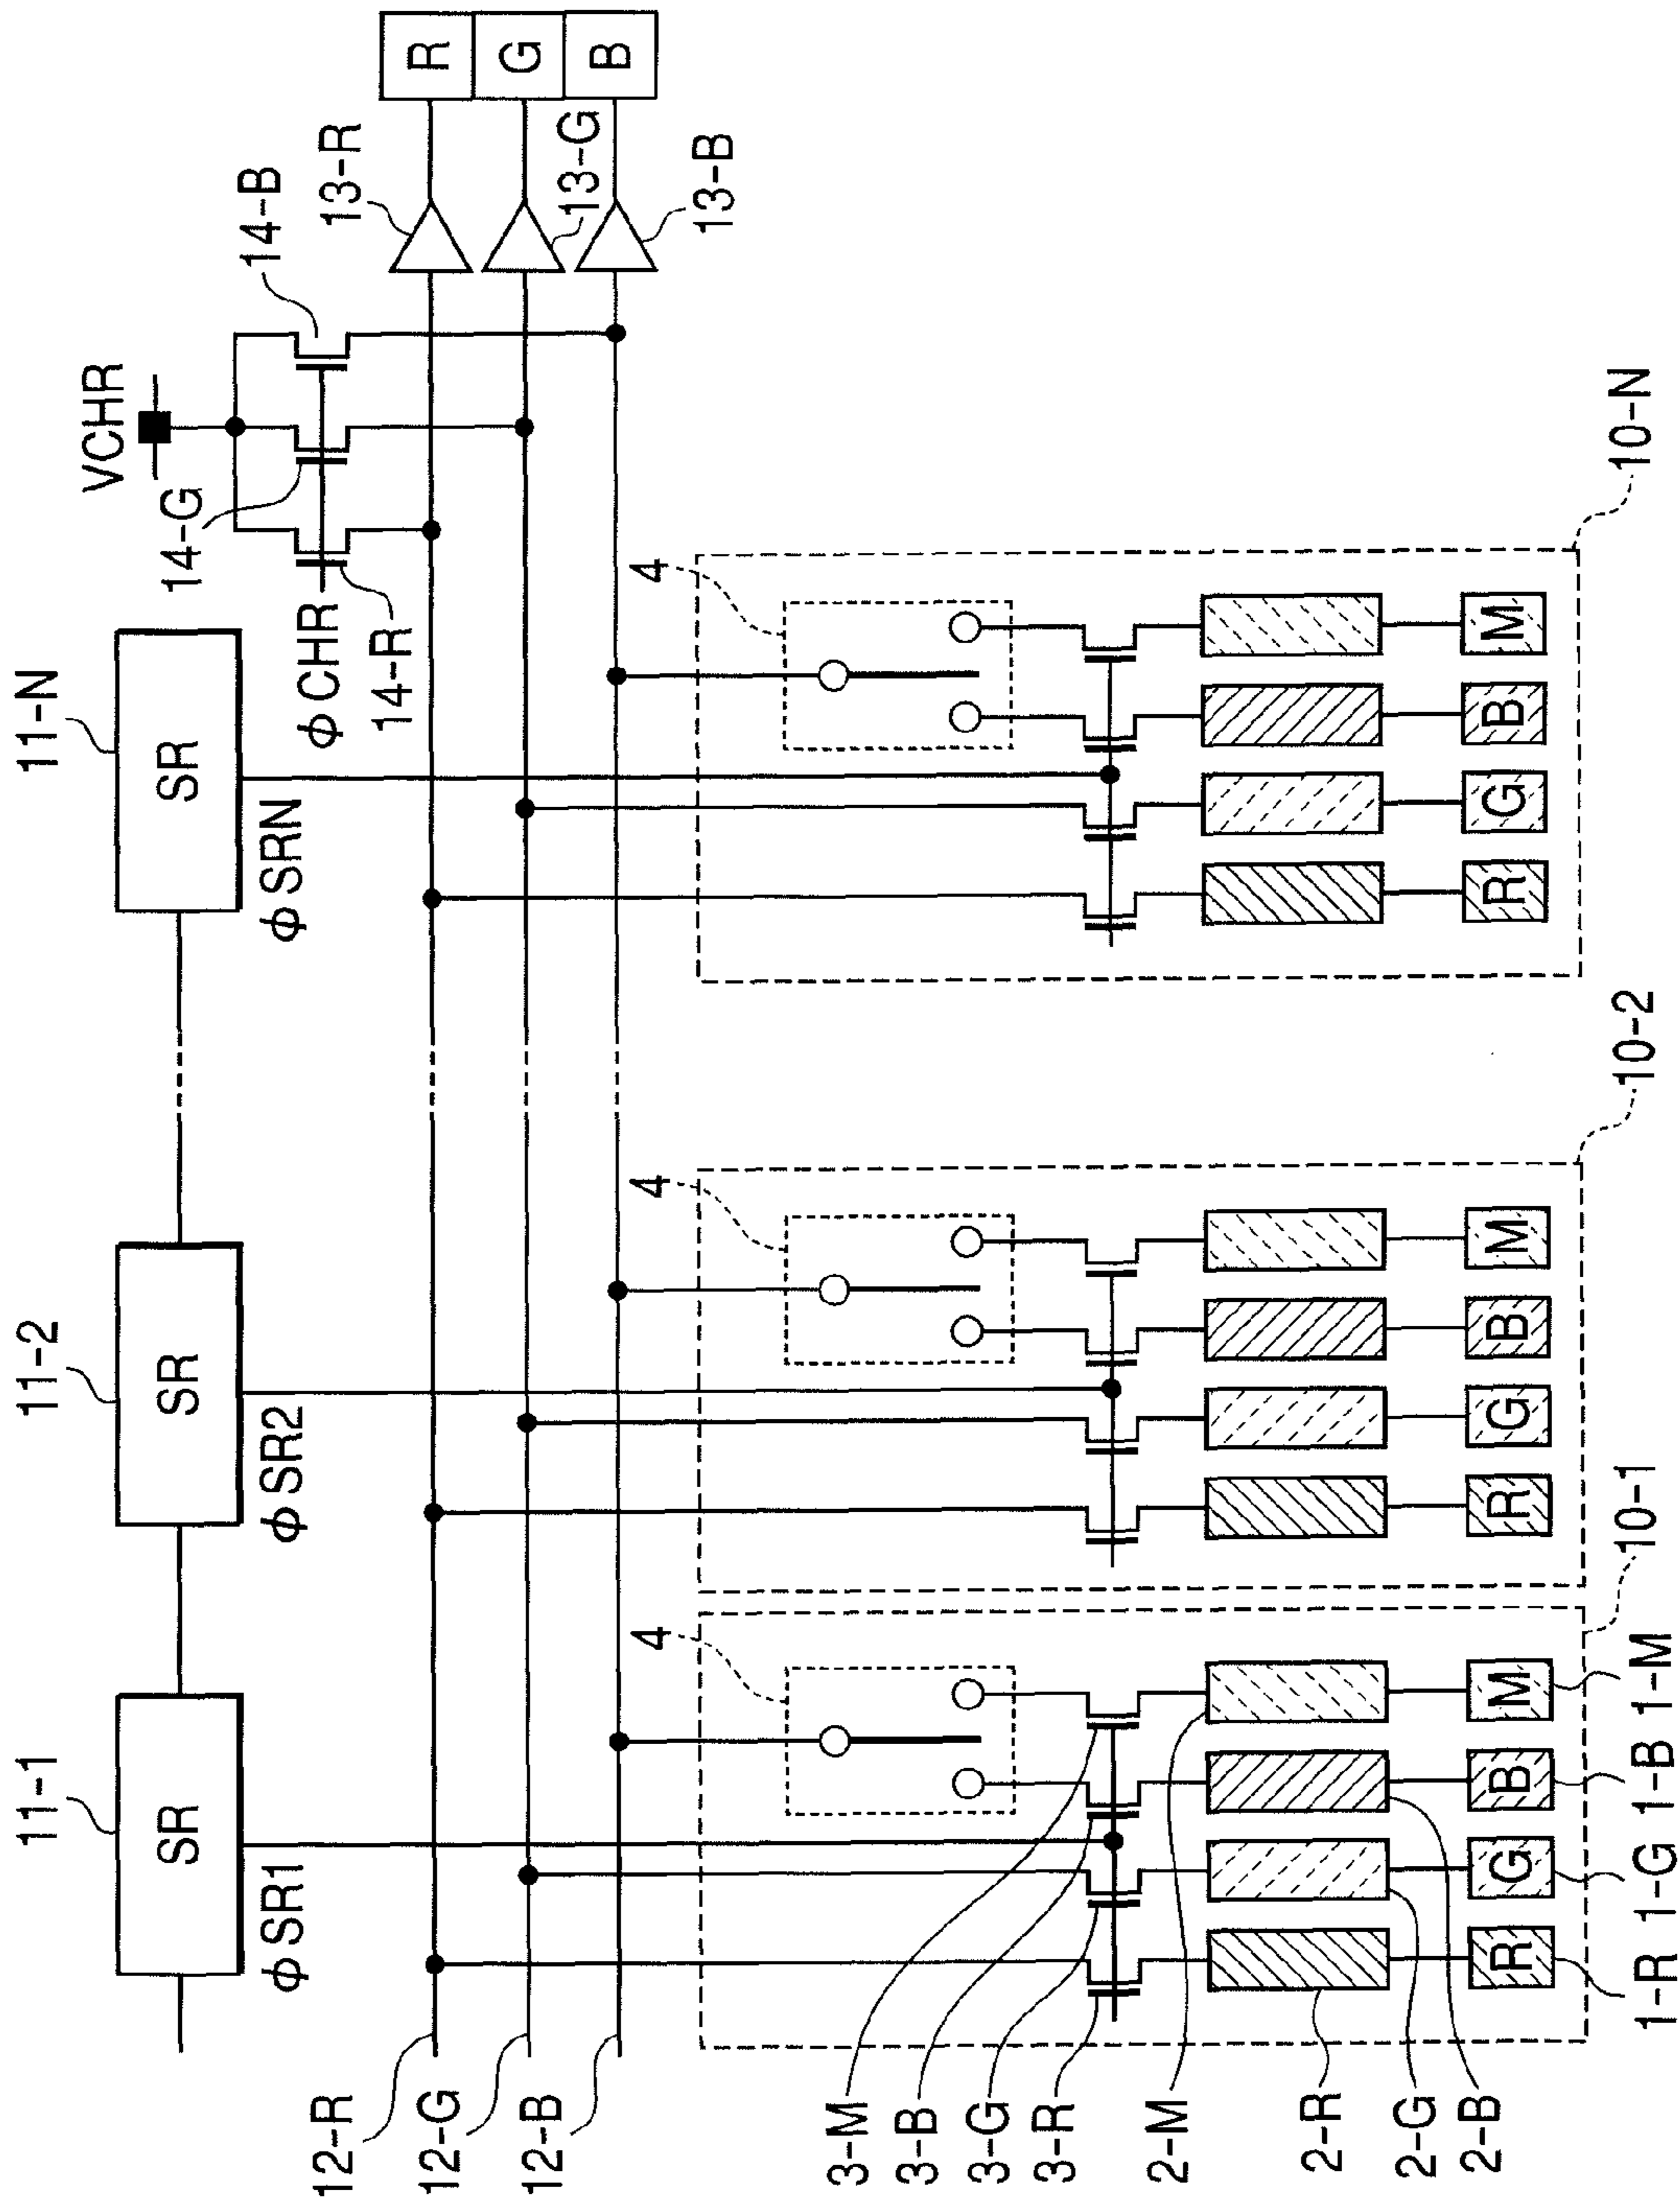 11-1
11-2
11-N
VCHR
SR
SR
SR
14-G
14-B
φSR1
φSR2
φSRN
φCHR
14-R
13-R
R
13-G
G
13-B
B
12-R
12-G
12-B
4
4
4
3-M
3-B
3-G
3-R
2-M
2-R
2-G
2-B
R
G
B
M
R
G
B
M
R
G
B
M
1-R
1-G
1-B
1-M
10-1
10-2
10-N